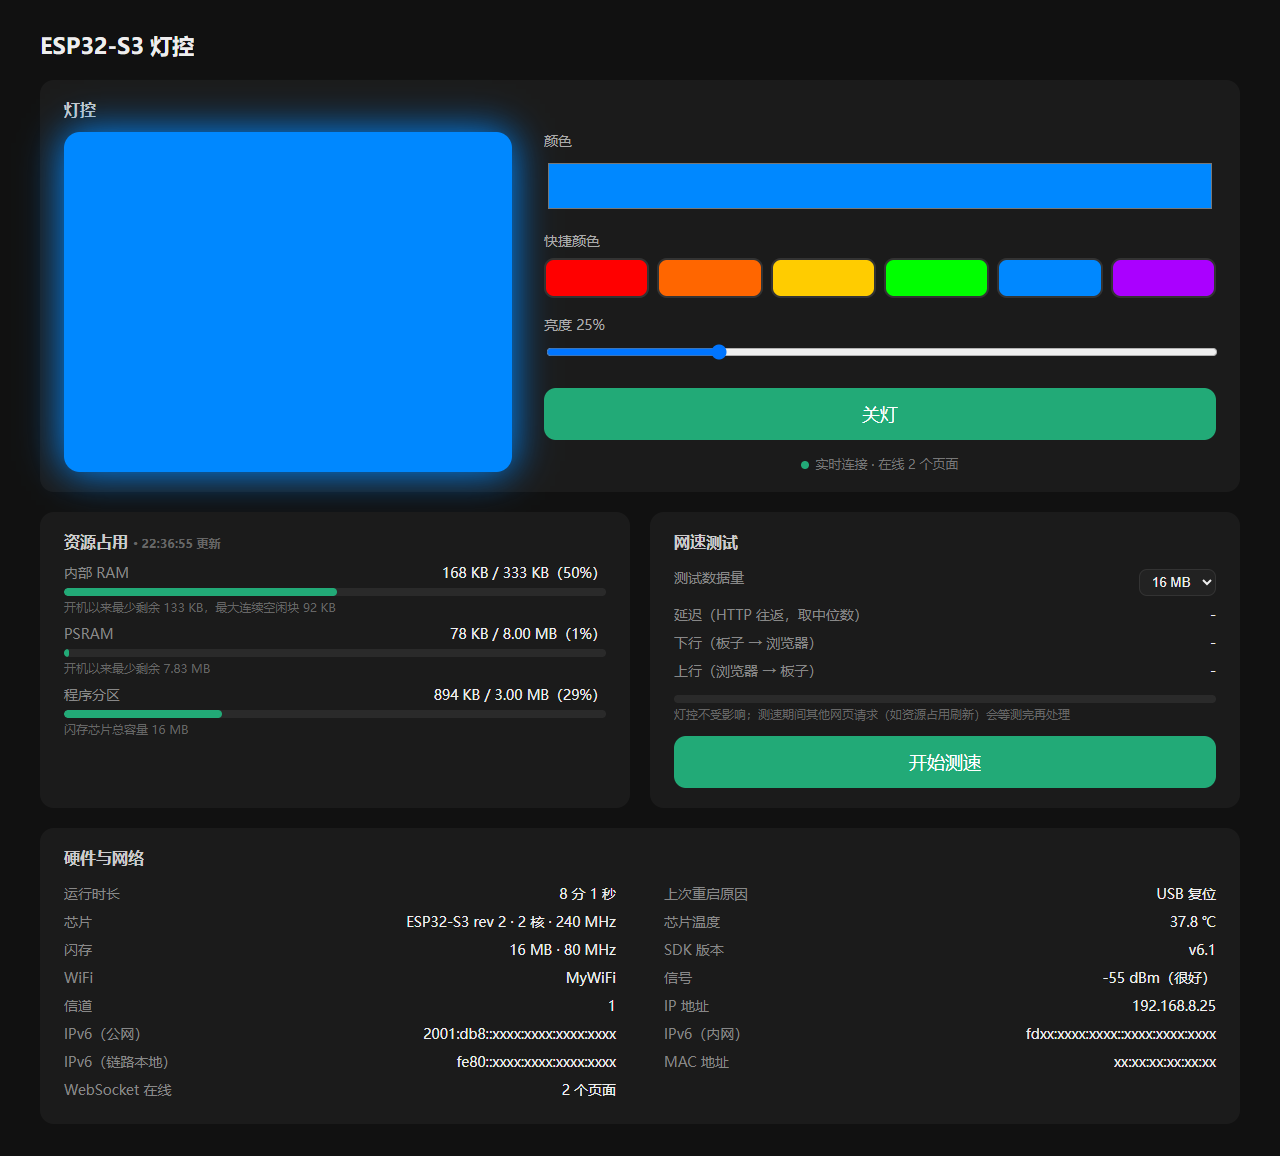 ESP32-S3 灯控
灯控
颜色
快捷颜色
亮度 25%
关灯
实时连接 · 在线 2 个页面
资源占用 • 22:36:55 更新
内部 RAM 168 KB / 333 KB（50%）
开机以来最少剩余 133 KB，最大连续空闲块 92 KB
PSRAM 78 KB / 8.00 MB（1%）
开机以来最少剩余 7.83 MB
程序分区 894 KB / 3.00 MB（29%）
闪存芯片总容量 16 MB
网速测试
测试数据量 16 MB
延迟（HTTP 往返，取中位数） -
下行（板子 → 浏览器） -
上行（浏览器 → 板子） -
灯控不受影响；测速期间其他网页请求（如资源占用刷新）会等测完再处理
开始测速
硬件与网络
运行时长 8 分 1 秒
上次重启原因 USB 复位
芯片 ESP32-S3 rev 2 · 2 核 · 240 MHz
芯片温度 37.8 ℃
闪存 16 MB · 80 MHz
SDK 版本 v6.1
WiFi MyWiFi
信号 -55 dBm（很好）
信道 1
IP 地址 192.168.8.25
IPv6（公网） 2001:db8::xxxx:xxxx:xxxx:xxxx
IPv6（内网） fdxx:xxxx:xxxx::xxxx:xxxx:xxxx
IPv6（链路本地） fe80::xxxx:xxxx:xxxx:xxxx
MAC 地址 xx:xx:xx:xx:xx:xx
WebSocket 在线 2 个页面